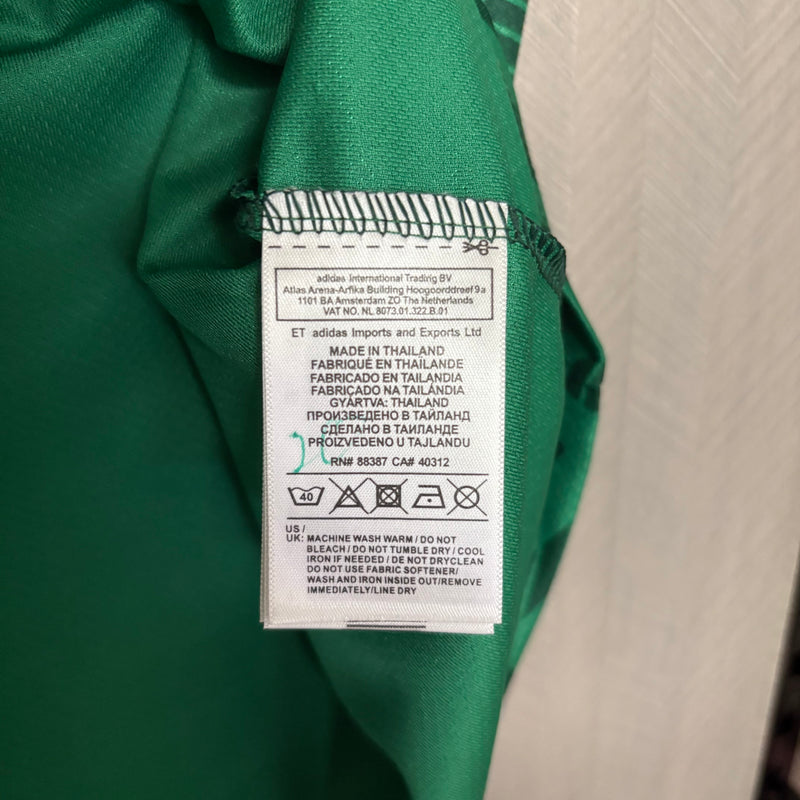 adidas International Trading BV
Atlas Arena-Arfika Building Hoogoorddreef 9a
1101 BA Amsterdam ZO The Netherlands
VAT NO. NL 8073.01.322.B.01
ET adidas Imports and Exports Ltd
MADE IN THAILAND
FABRIQUÉ EN THAÏLANDE
FABRICADO EN TAILANDIA
FABRICADO NA TAILÂNDIA
GYÁRTVA: THAILAND
ПРОИЗВЕДЕНО В ТАЙЛАНД
СДЕЛАНО В ТАИЛАНДЕ
PROIZVEDENO U TAJLANDU
RN# 88387 CA# 40312
40
US /
UK: MACHINE WASH WARM / DO NOT
BLEACH / DO NOT TUMBLE DRY / COOL
IRON IF NEEDED / DE NOT DRYCLEAN
DO NOT USE FABRIC SOFTENER/
WASH AND IRON INSIDE OUT/REMOVE
IMMEDIATELY/LINE DRY